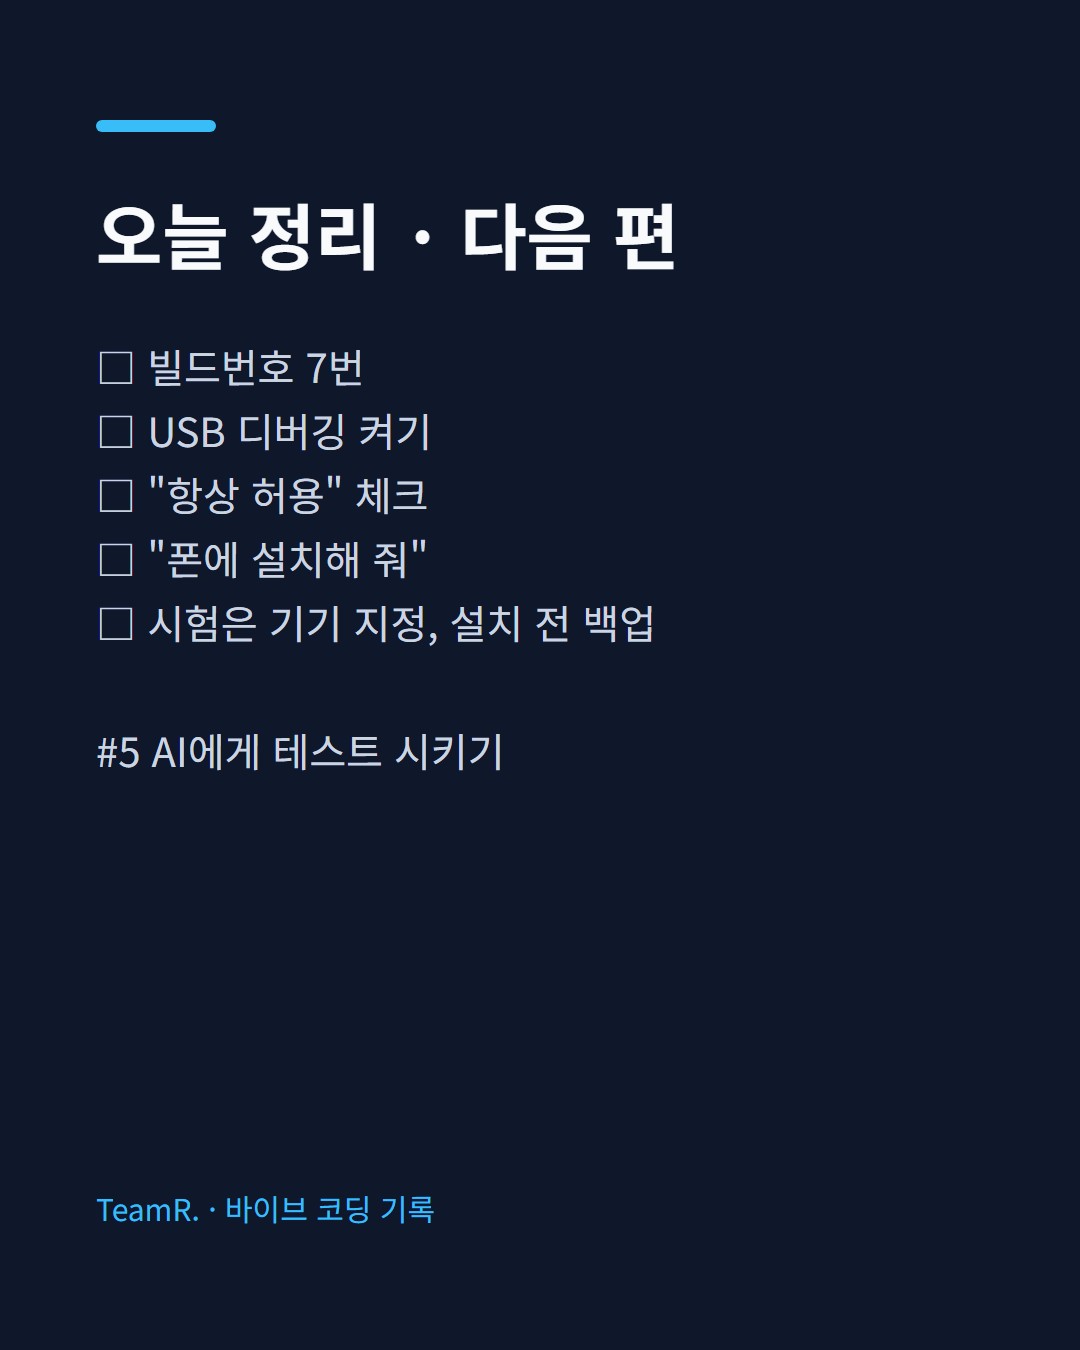 오늘 정리 · 다음 편
□ 빌드번호 7번
□ USB 디버깅 켜기
□ "항상 허용" 체크
□ "폰에 설치해 줘"
□ 시험은 기기 지정, 설치 전 백업
#5 AI에게 테스트 시키기
TeamR. · 바이브 코딩 기록